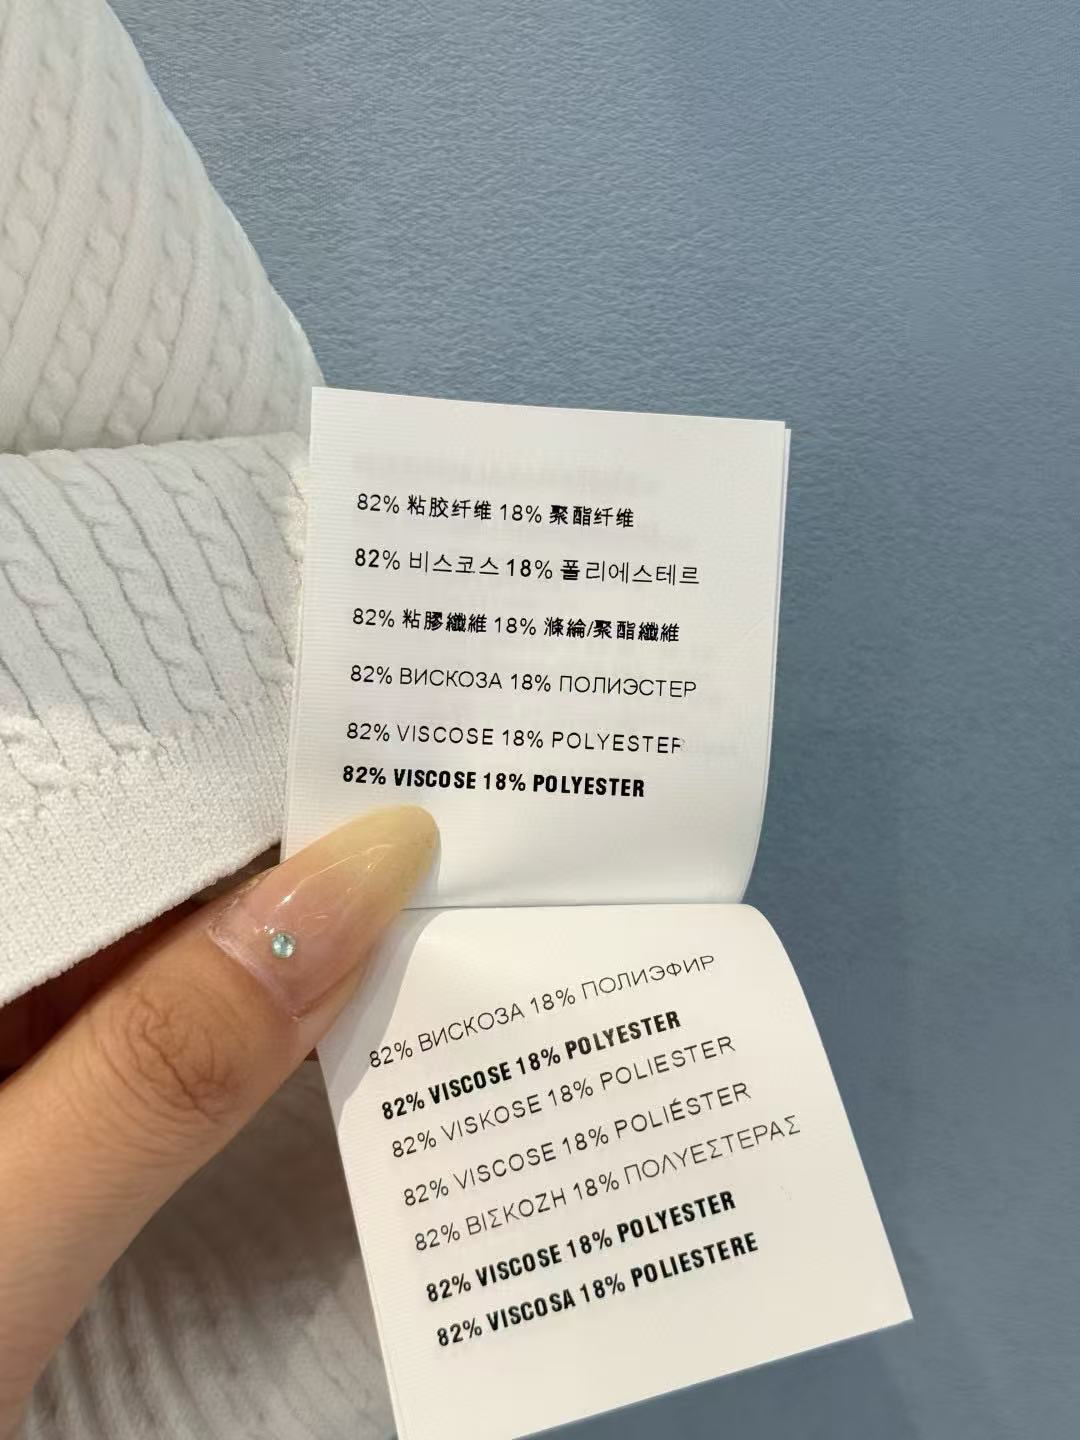 82% 粘胶纤维 18% 聚酯纤维
82% 비스코스 18% 폴리에스테르
82% 粘膠纖維 18% 滌綸/聚酯纖維
82% ВИСКОЗА 18% ПОЛИЭСТЕР
82% VISCOSE 18% POLYESTER
82% VISCOSE 18% POLYESTER
82% ВИСКОЗА 18% ПОЛИЭФИР
82% VISCOSE 18% POLYESTER
82% VISKOSE 18% POLIESTER
82% VISCOSE 18% POLIÉSTER
82% ΒΙΣΚΟΖΗ 18% ΠΟΛΥΕΣΤΕΡΑΣ
82% VISCOSE 18% POLYESTER
82% VISCOSA 18% POLIESTERE